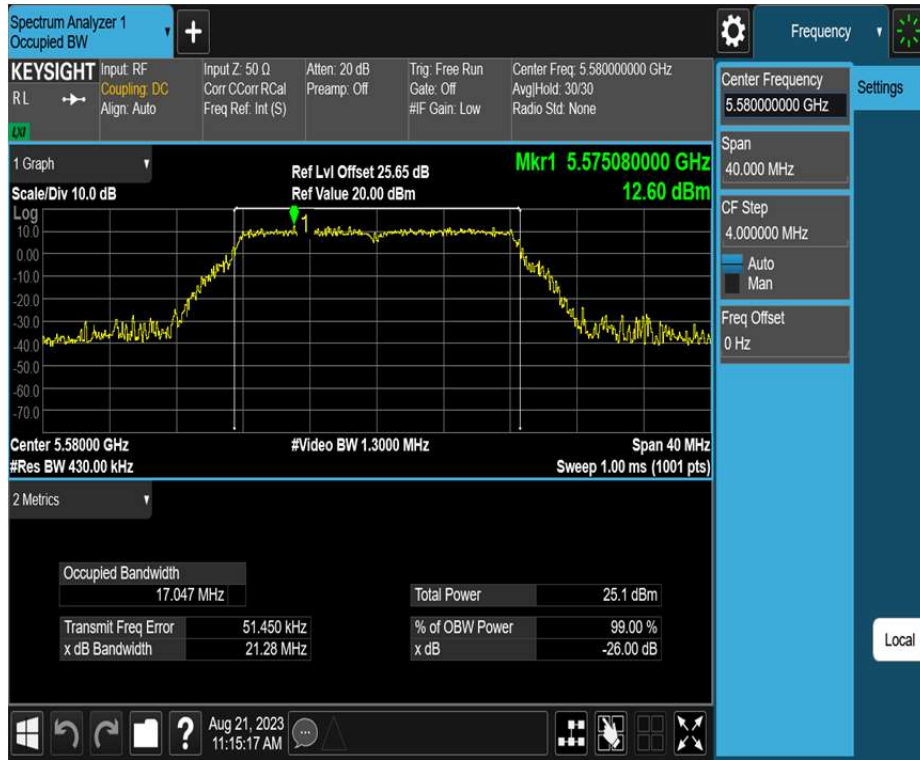 Spectrum Analyzer 1
Occupied BW
+
Frequency
KEYSIGHT
RL
LXI
Input: RF
Coupling: DC
Align: Auto
Input Z: 50 Ω
Corr CCorr RCal
Freq Ref: Int (S)
Atten: 20 dB
Preamp: Off
Trig: Free Run
Gate: Off
#IF Gain: Low
Center Freq: 5.580000000 GHz
Avg|Hold: 30/30
Radio Std: None
Center Frequency
5.580000000 GHz
Settings
Span
40.000 MHz
CF Step
4.000000 MHz
Auto
Man
Freq Offset
0 Hz
1 Graph
Scale/Div 10.0 dB
Ref Lvl Offset 25.65 dB
Ref Value 20.00 dBm
Mkr1 5.575080000 GHz
12.60 dBm
Log
10.0
0.00
-10.0
-20.0
-30.0
-40.0
-50.0
-60.0
-70.0
1
Center 5.58000 GHz
#Res BW 430.00 kHz
#Video BW 1.3000 MHz
Span 40 MHz
Sweep 1.00 ms (1001 pts)
2 Metrics
Occupied Bandwidth
17.047 MHz
Total Power 25.1 dBm
Transmit Freq Error 51.450 kHz
% of OBW Power 99.00 %
x dB Bandwidth 21.28 MHz
x dB -26.00 dB
Local
?
Aug 21, 2023
11:15:17 AM